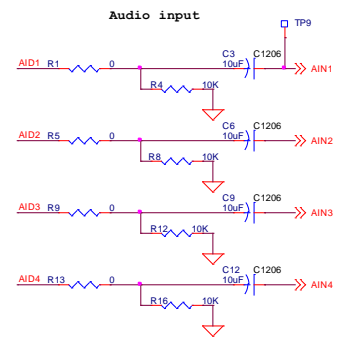 Audio input
TP9
C3 C1206
AID1 R1 0 10uF AIN1
R4 10K
C6 C1206
AID2 R5 0 10uF AIN2
R8 10K
C9 C1206
AID3 R9 0 10uF AIN3
R12 10K
C12 C1206
AID4 R13 0 10uF AIN4
R16 10K